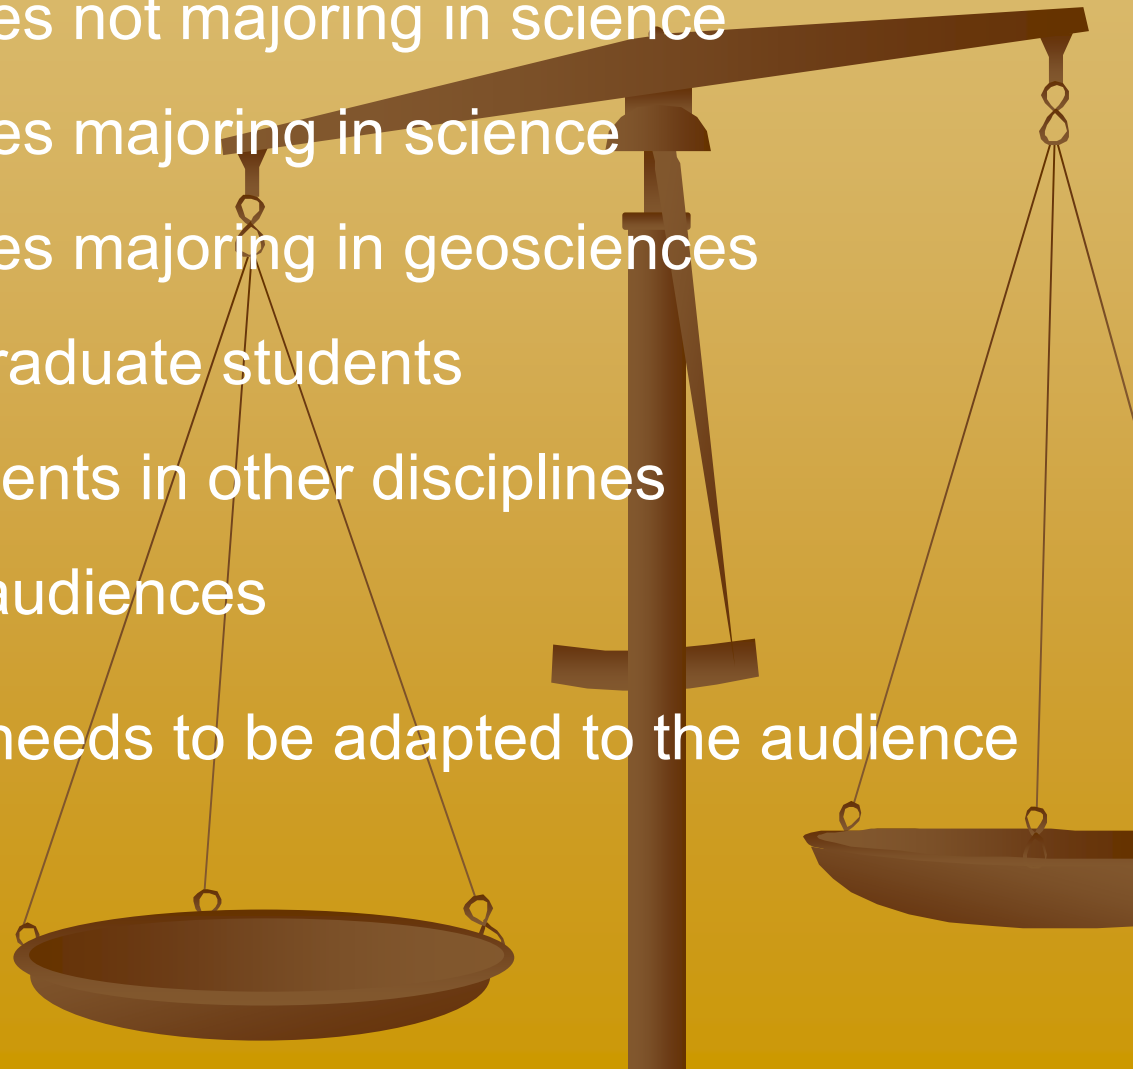 es not majoring in science
es majoring in science
es majoring in geosciences
raduate students
ents in other disciplines
audiences
needs to be adapted to the audience